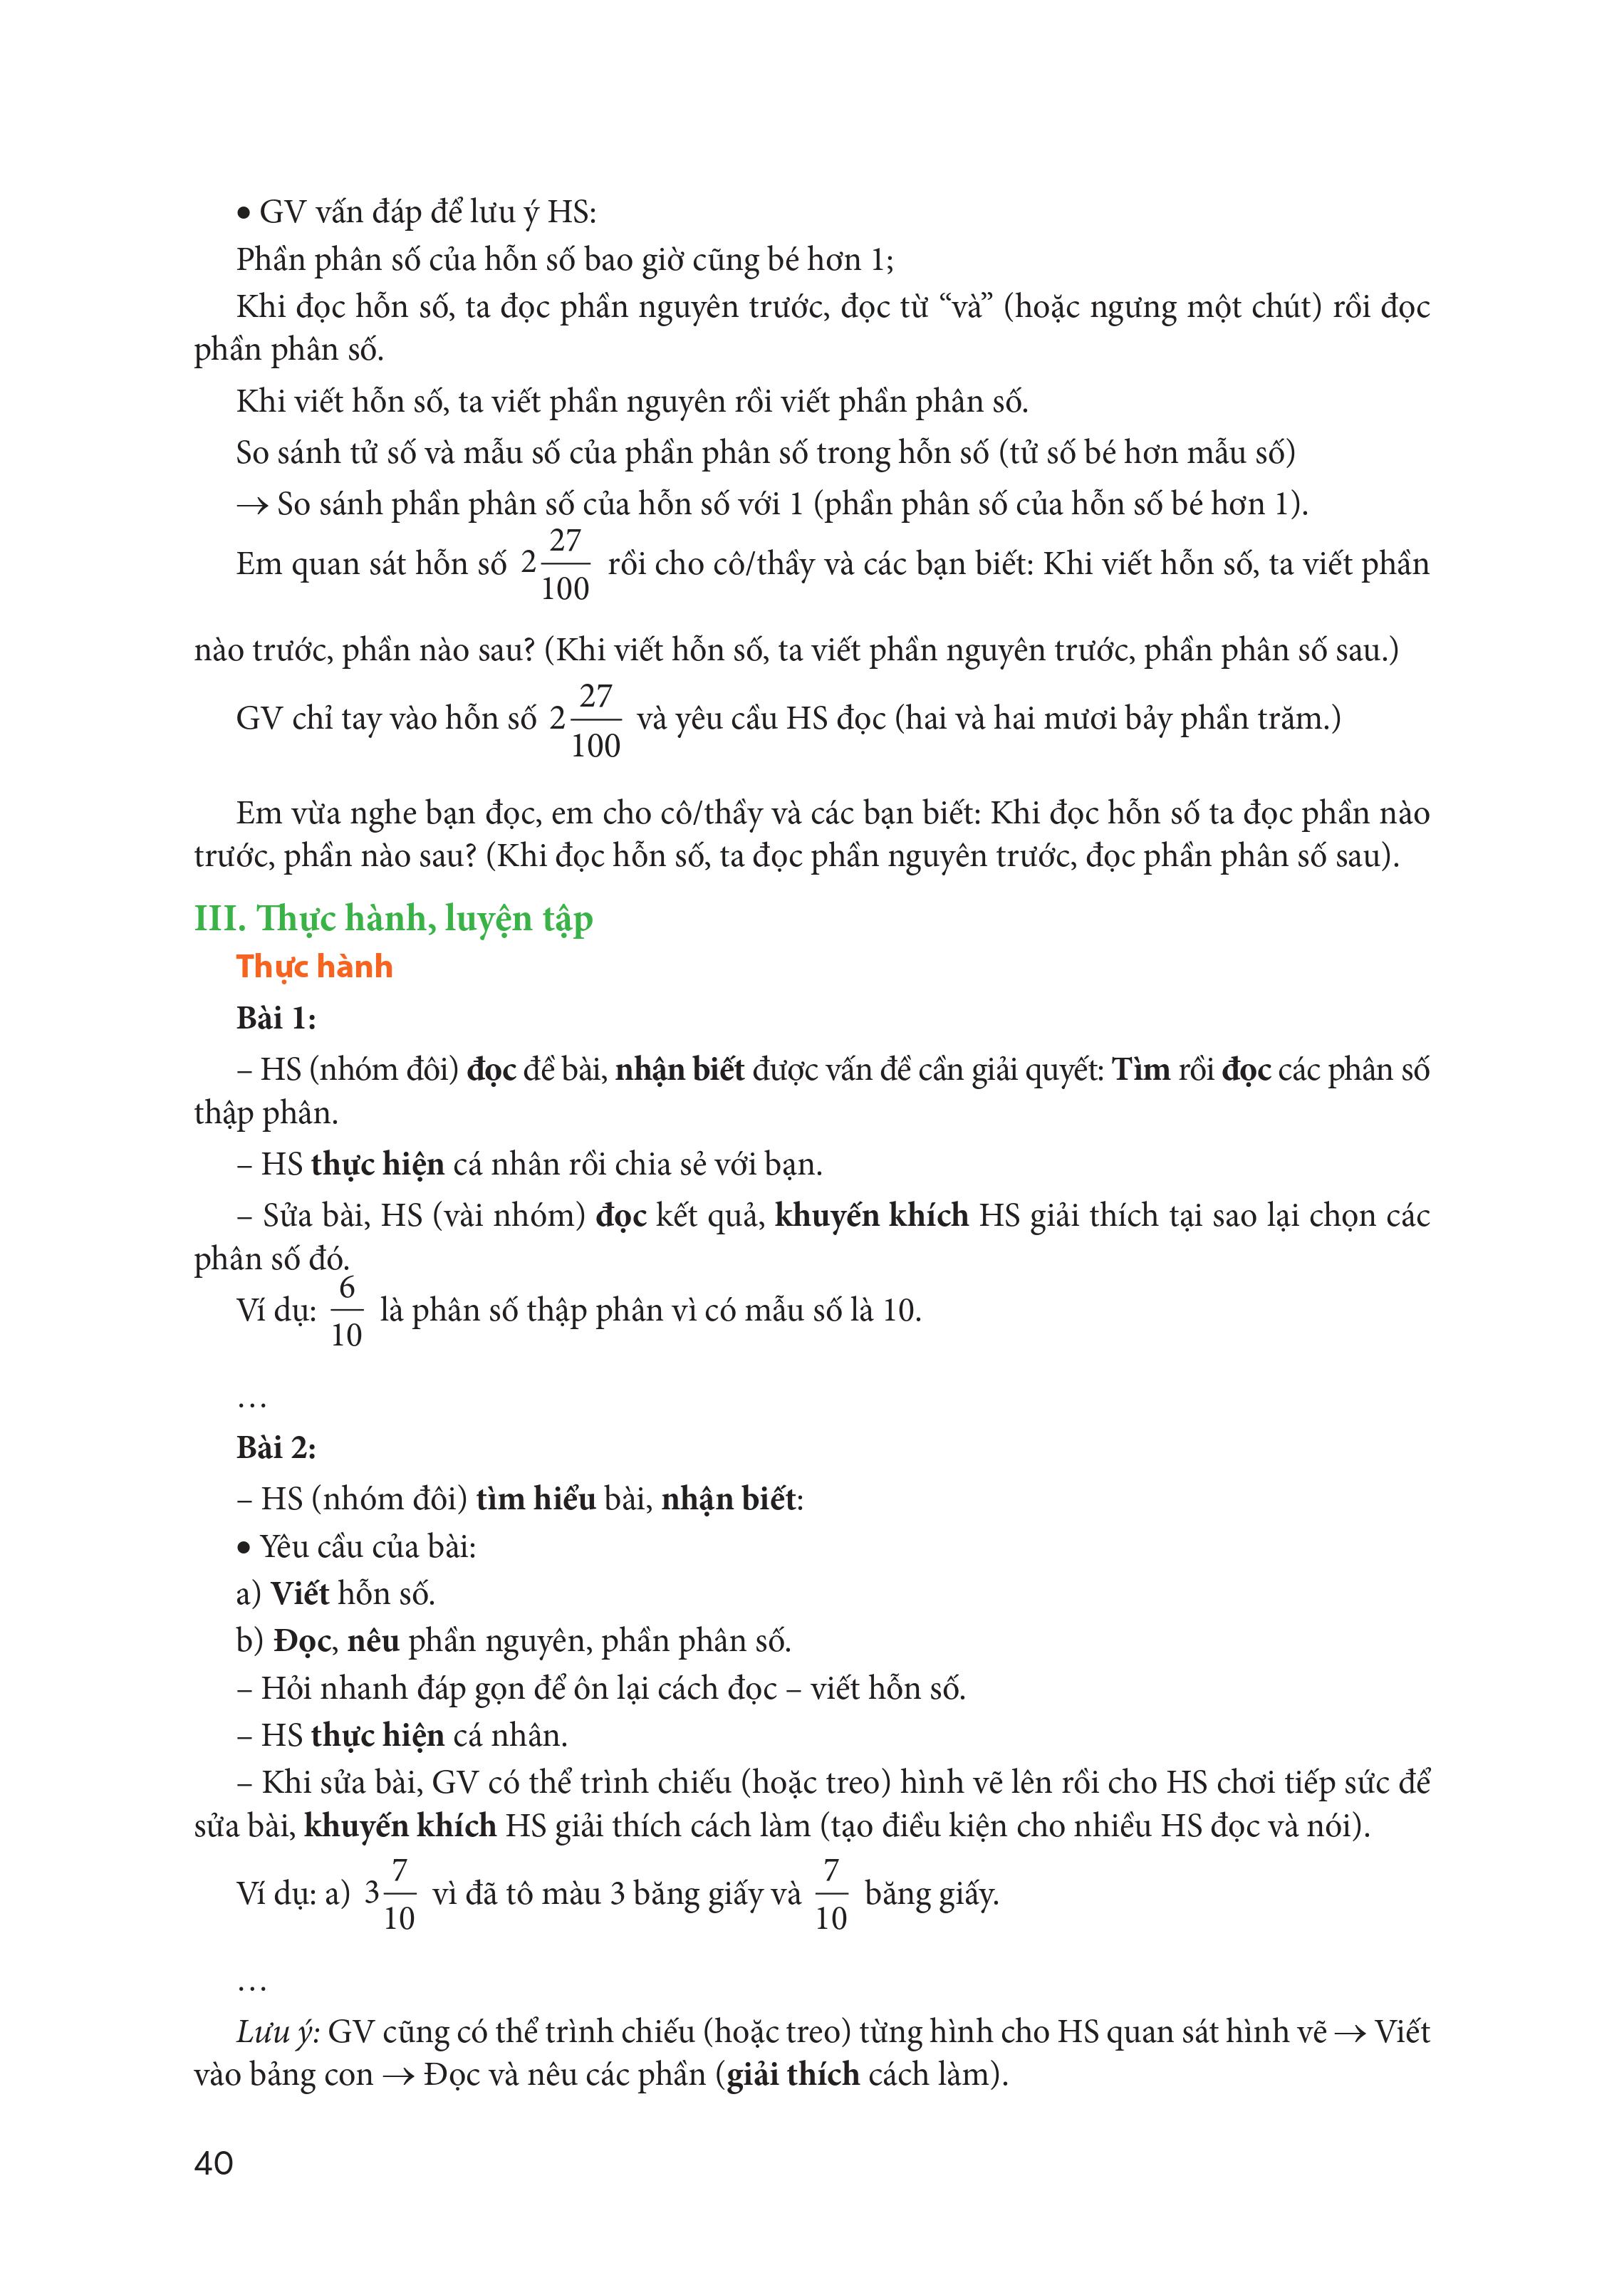 • GV vấn đáp để lưu ý HS:
Phần phân số của hỗn số bao giờ cũng bé hơn 1;
Khi đọc hỗn số, ta đọc phần nguyên trước, đọc từ “và” (hoặc ngưng một chút) rồi đọc
phần phân số.
Khi viết hỗn số, ta viết phần nguyên rồi viết phần phân số.
So sánh tử số và mẫu số của phần phân số trong hỗn số (tử số bé hơn mẫu số)
→ So sánh phần phân số của hỗn số với 1 (phần phân số của hỗn số bé hơn 1).
Em quan sát hỗn số 2 27/100 rồi cho cô/thầy và các bạn biết: Khi viết hỗn số, ta viết phần
nào trước, phần nào sau? (Khi viết hỗn số, ta viết phần nguyên trước, phần phân số sau.)
GV chỉ tay vào hỗn số 2 27/100 và yêu cầu HS đọc (hai và hai mươi bảy phần trăm.)
Em vừa nghe bạn đọc, em cho cô/thầy và các bạn biết: Khi đọc hỗn số ta đọc phần nào
trước, phần nào sau? (Khi đọc hỗn số, ta đọc phần nguyên trước, đọc phần phân số sau).
III. Thực hành, luyện tập
Thực hành
Bài 1:
– HS (nhóm đôi) đọc đề bài, nhận biết được vấn đề cần giải quyết: Tìm rồi đọc các phân số
thập phân.
– HS thực hiện cá nhân rồi chia sẻ với bạn.
– Sửa bài, HS (vài nhóm) đọc kết quả, khuyến khích HS giải thích tại sao lại chọn các
phân số đó.
Ví dụ: 6/10 là phân số thập phân vì có mẫu số là 10.
…
Bài 2:
– HS (nhóm đôi) tìm hiểu bài, nhận biết:
• Yêu cầu của bài:
a) Viết hỗn số.
b) Đọc, nêu phần nguyên, phần phân số.
– Hỏi nhanh đáp gọn để ôn lại cách đọc – viết hỗn số.
– HS thực hiện cá nhân.
– Khi sửa bài, GV có thể trình chiếu (hoặc treo) hình vẽ lên rồi cho HS chơi tiếp sức để
sửa bài, khuyến khích HS giải thích cách làm (tạo điều kiện cho nhiều HS đọc và nói).
Ví dụ: a) 3 7/10 vì đã tô màu 3 băng giấy và 7/10 băng giấy.
…
Lưu ý: GV cũng có thể trình chiếu (hoặc treo) từng hình cho HS quan sát hình vẽ → Viết
vào bảng con → Đọc và nêu các phần (giải thích cách làm).
40